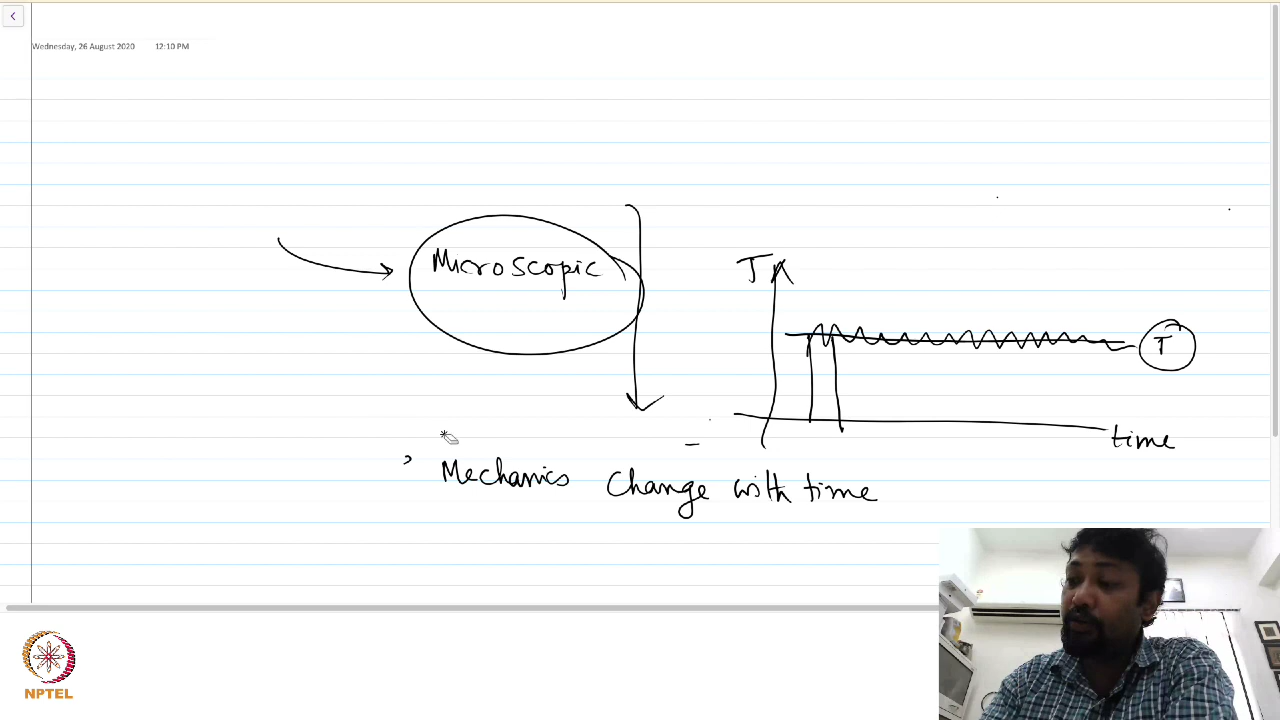 Wednesday, 26 August 2020 12:10 PM
Microscopic
T
T
time
Mechanics Change with time
NPTEL